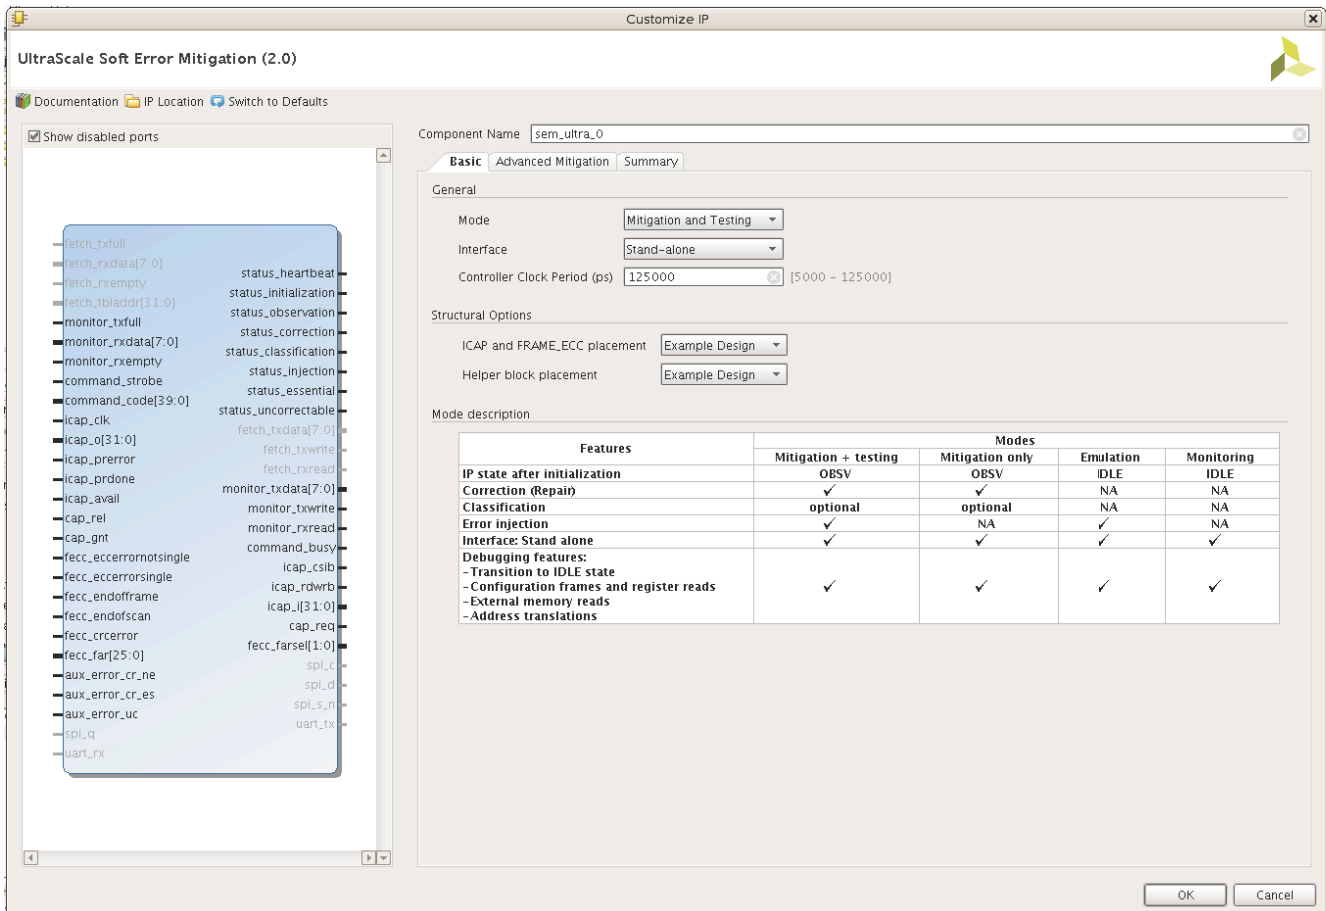 Customize IP
UltraScale Soft Error Mitigation (2.0)
Documentation IP Location Switch to Defaults
Show disabled ports
fetch_txfull
fetch_rxdata[7:0]
fetch_rxempty
fetch_tbladdr[31:0]
monitor_txfull
monitor_rxdata[7:0]
monitor_rxempty
command_strobe
command_code[39:0]
icap_clk
icap_o[31:0]
icap_prerror
icap_prdone
icap_avail
cap_rel
cap_gnt
fecc_eccerrornotsingle
fecc_eccerrorsingle
fecc_endofframe
fecc_endofscan
fecc_crcerror
fecc_far[25:0]
aux_error_cr_ne
aux_error_cr_es
aux_error_uc
spi_q
uart_rx
status_heartbeat
status_initialization
status_observation
status_correction
status_classification
status_injection
status_essential
status_uncorrectable
fetch_txdata[7:0]
fetch_txwrite
fetch_rxread
monitor_txdata[7:0]
monitor_txwrite
monitor_rxread
command_busy
icap_csib
icap_rdwrb
icap_i[31:0]
cap_req
fecc_farsel[1:0]
spi_c
spi_d
spi_s_n
uart_tx
Component Name sem_ultra_0
Basic Advanced Mitigation Summary
General
Mode Mitigation and Testing
Interface Stand-alone
Controller Clock Period (ps) 125000 [5000 - 125000]
Structural Options
ICAP and FRAME_ECC placement Example Design
Helper block placement Example Design
Mode description
Features Modes
Mitigation + testing Mitigation only Emulation Monitoring
IP state after initialization OBSV OBSV IDLE IDLE
Correction (Repair) ✓ ✓ NA NA
Classification optional optional NA NA
Error injection ✓ NA ✓ NA
Interface: Stand alone ✓ ✓ ✓ ✓
Debugging features:
-Transition to IDLE state
-Configuration frames and register reads ✓ ✓ ✓ ✓
-External memory reads
-Address translations
OK Cancel